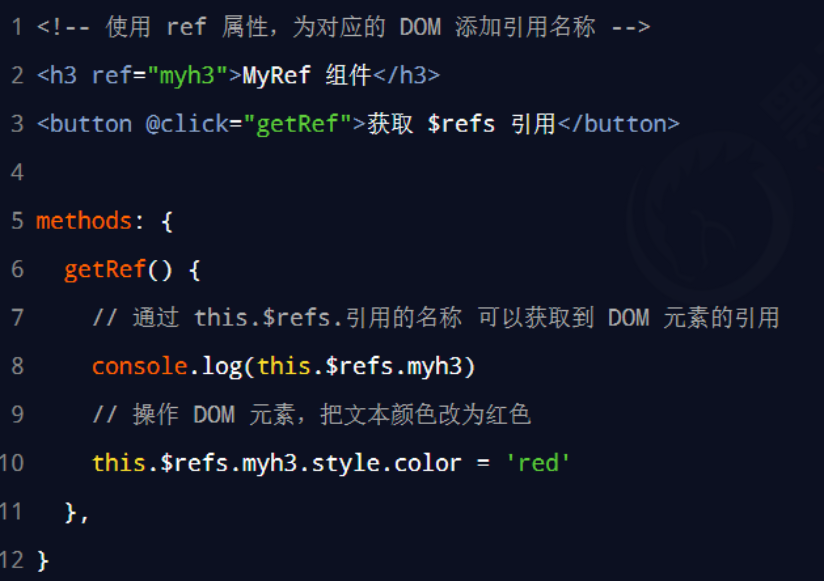 1 <!-- 使用 ref 属性，为对应的 DOM 添加引用名称 -->
2 <h3 ref="myh3">MyRef 组件</h3>
3 <button @click="getRef">获取 $refs 引用</button>
4
5 methods: {
6   getRef() {
7     // 通过 this.$refs.引用的名称 可以获取到 DOM 元素的引用
8     console.log(this.$refs.myh3)
9     // 操作 DOM 元素，把文本颜色改为红色
10     this.$refs.myh3.style.color = 'red'
11   },
12 }